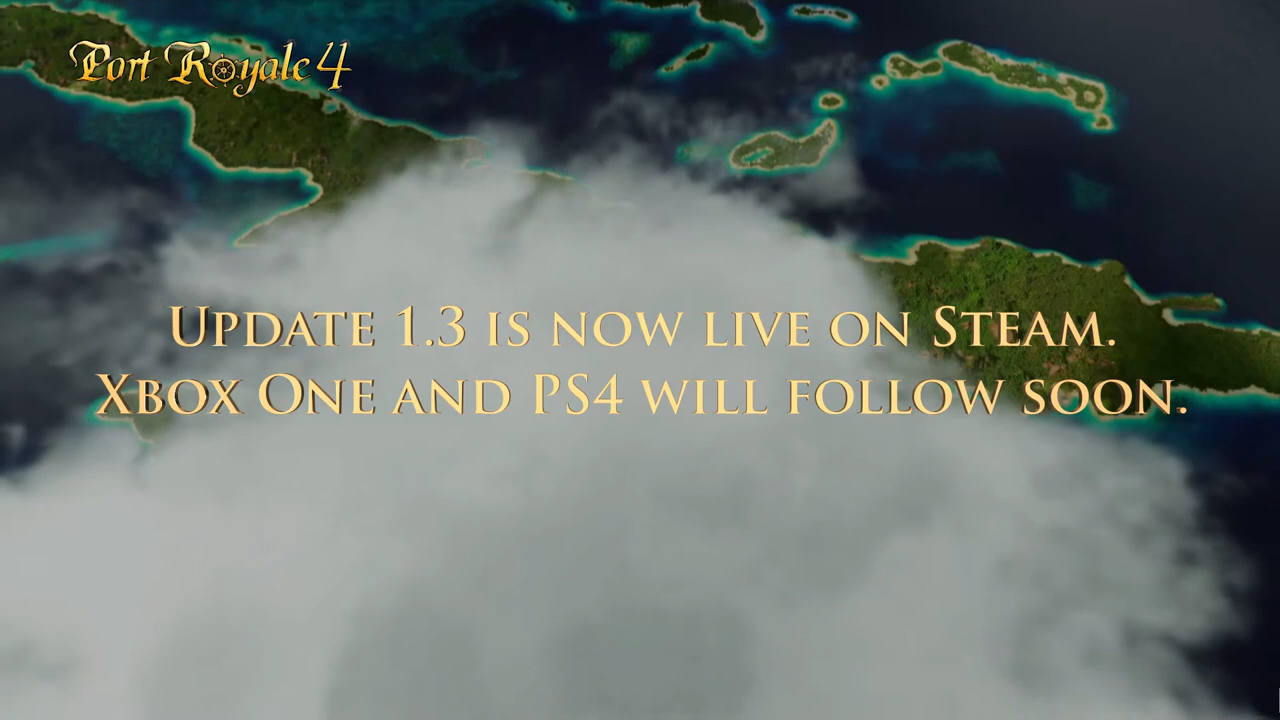 Port Royale 4
Update 1.3 is now live on Steam.
Xbox One and PS4 will follow soon.